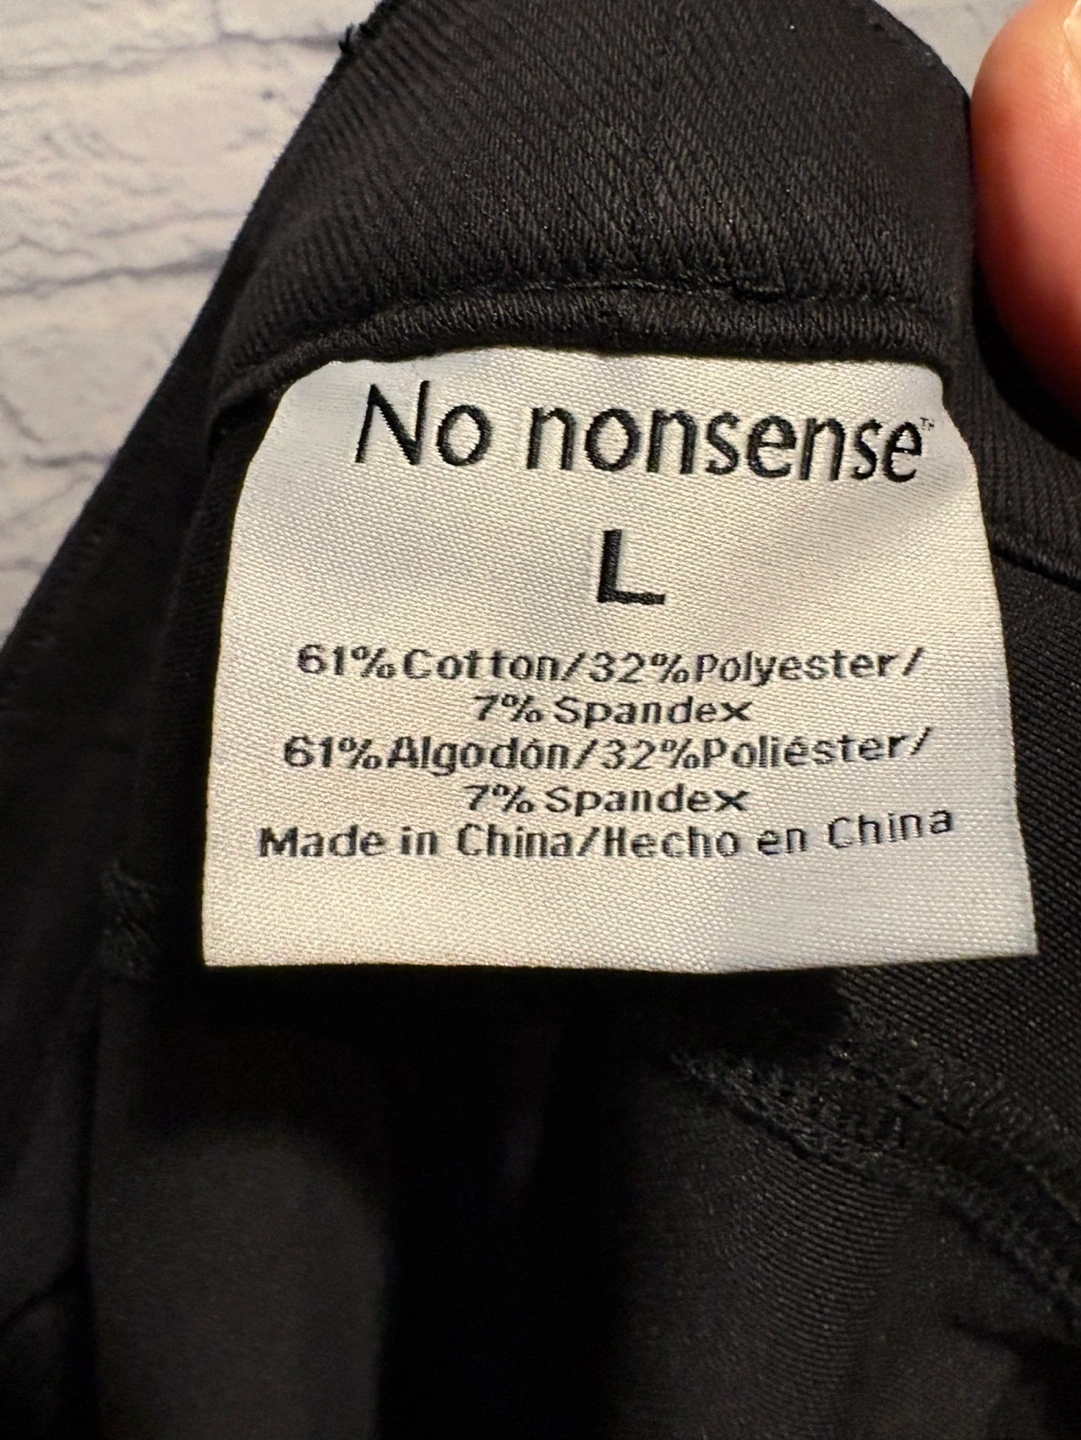 No nonsense™
L
61% Cotton/32% Polyester/
7% Spandex
61% Algodón/32% Poliéster/
7% Spandex
Made in China/Hecho en China